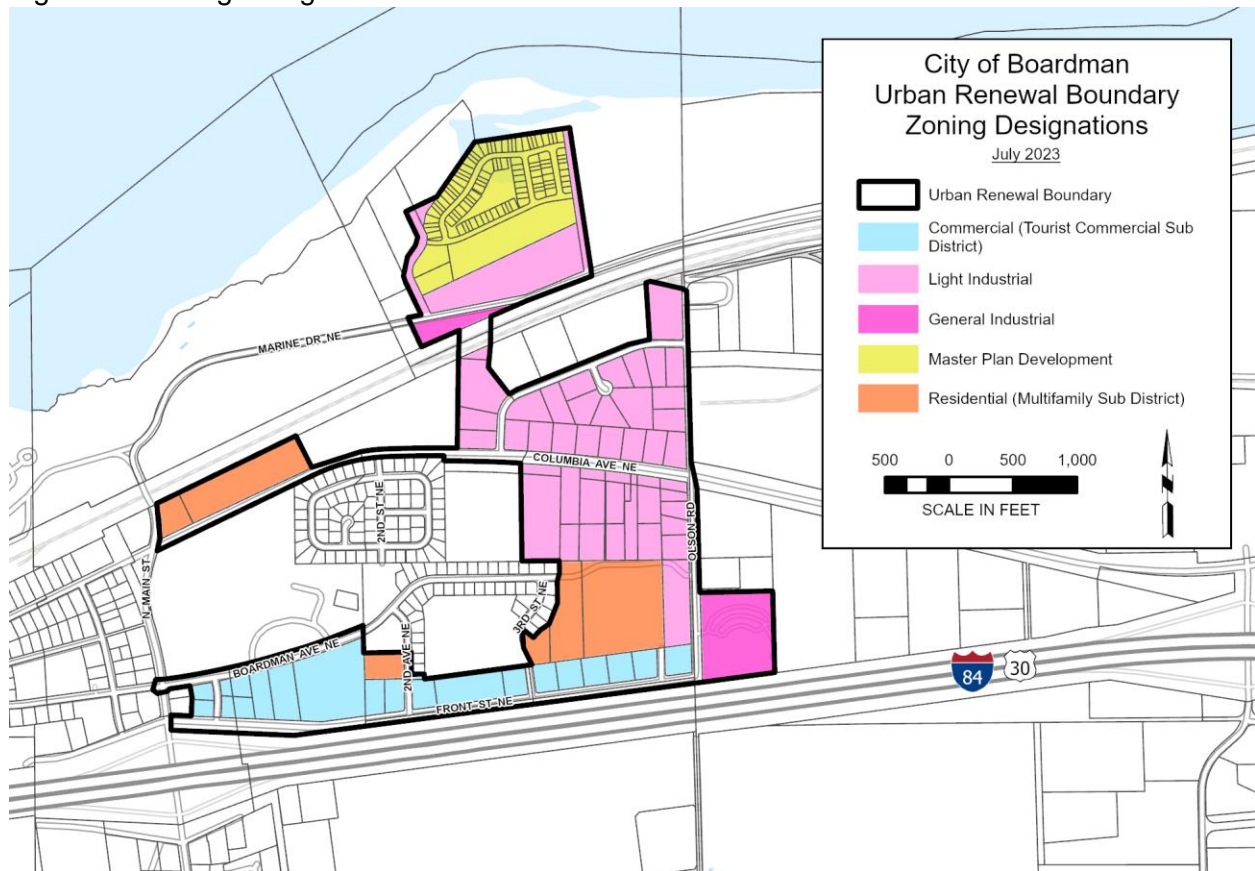 City of Boardman
Urban Renewal Boundary
Zoning Designations
July 2023
Urban Renewal Boundary
Commercial (Tourist Commercial Sub
District)
Light Industrial
General Industrial
Master Plan Development
Residential (Multifamily Sub District)
500 0 500 1,000
SCALE IN FEET
MARINE DR NE
COLUMBIA AVE NE
2ND ST NE
OLSON RD
N MAIN ST
3RD ST NE
BOARDMAN AVE NE
2ND AVE NE
FRONT ST NE
84
30